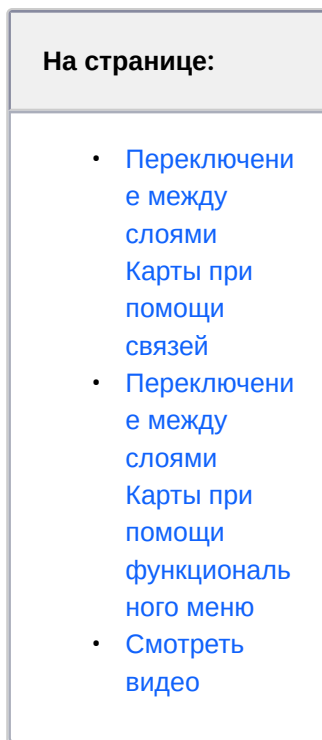 На странице:
• Переключени
е между
слоями
Карты при
помощи
связей
• Переключени
е между
слоями
Карты при
помощи
функциональ
ного меню
• Смотреть
видео